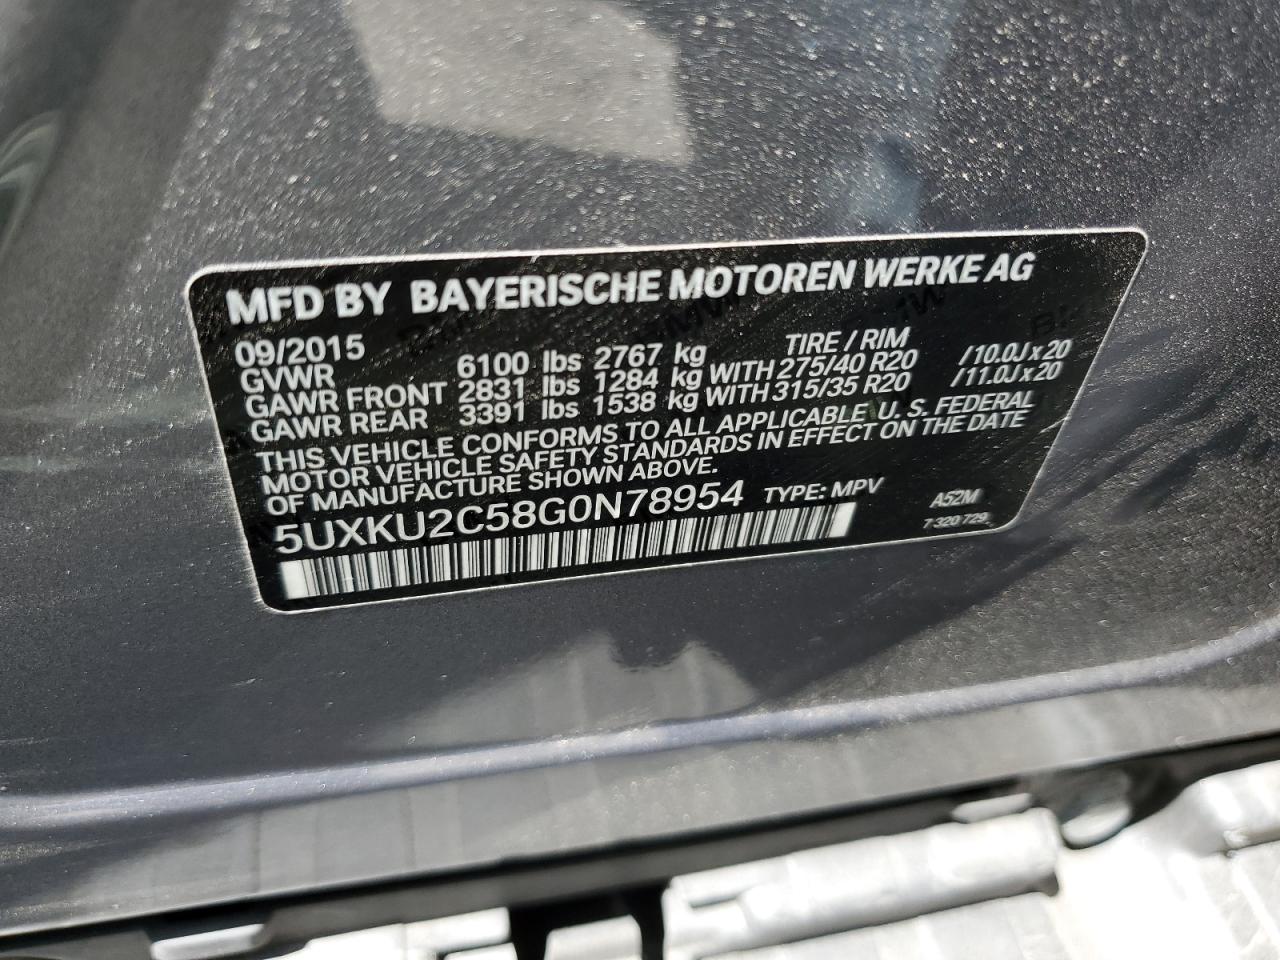 MFD BY BAYERISCHE MOTOREN WERKE AG
09/2015 TIRE / RIM
GVWR 6100 lbs 2767 kg
GAWR FRONT 2831 lbs 1284 kg WITH 275/40 R20 /10.0J x 20
GAWR REAR 3391 lbs 1538 kg WITH 315/35 R20 /11.0J x 20
THIS VEHICLE CONFORMS TO ALL APPLICABLE U. S. FEDERAL
MOTOR VEHICLE SAFETY STANDARDS IN EFFECT ON THE DATE
OF MANUFACTURE SHOWN ABOVE.
5UXKU2C58G0N78954 TYPE: MPV A52M
7 320 729